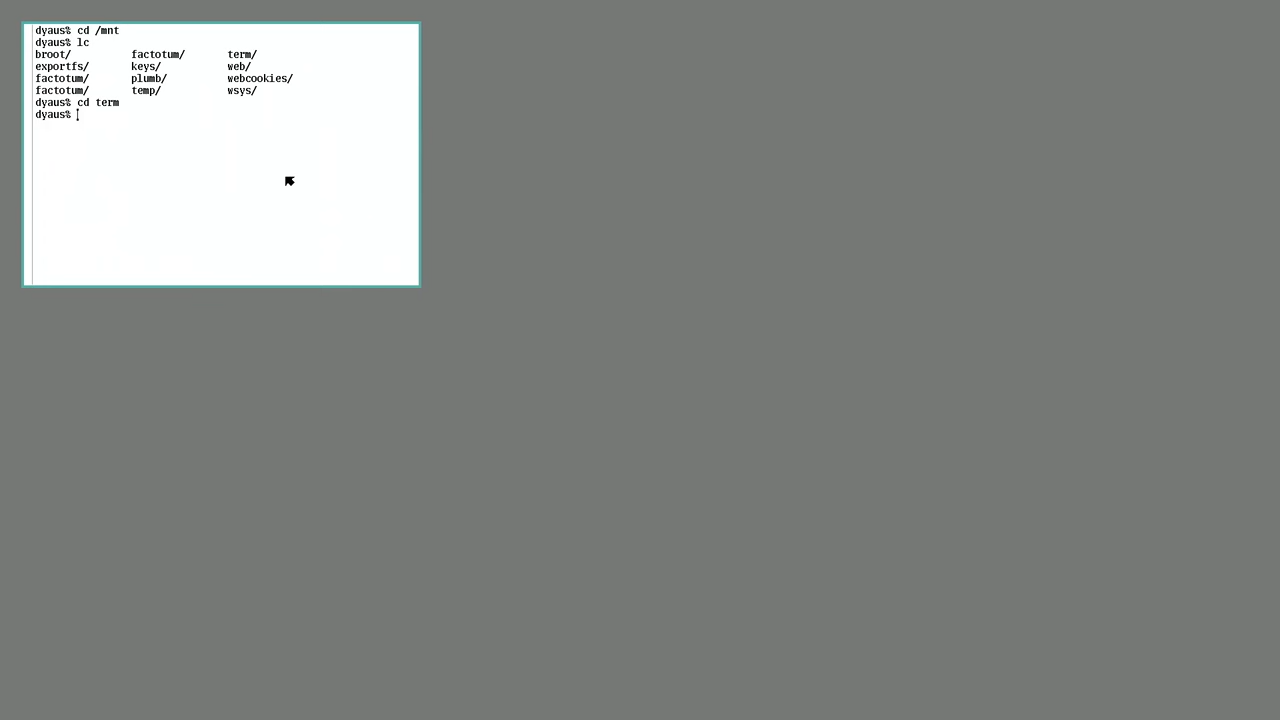 dyaus% cd /mnt
dyaus% lc
broot/ factotum/ term/
exportfs/ keys/ web/
factotum/ plumb/ webcookies/
factotum/ temp/ wsys/
dyaus% cd term
dyaus%